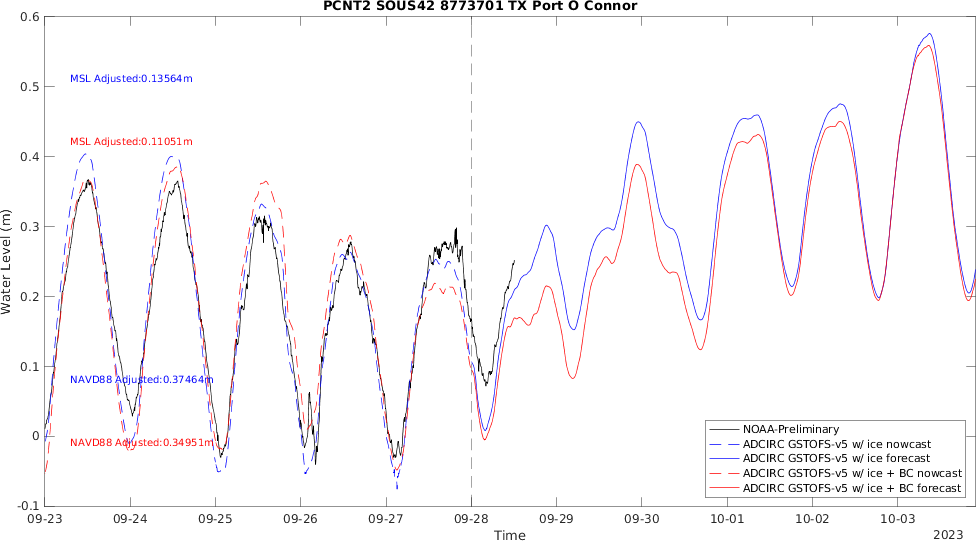 PCNT2 SOUS42 8773701 TX Port O Connor
0.6
0.5
0.4
0.3
0.2
0.1
0
-0.1
Water Level (m)
MSL Adjusted:0.13564m
MSL Adjusted:0.11051m
NAVD88 Adjusted:0.37464m
NAVD88 Adjusted:0.34951m
NOAA-Preliminary
ADCIRC GSTOFS-v5 w/ ice nowcast
ADCIRC GSTOFS-v5 w/ ice forecast
ADCIRC GSTOFS-v5 w/ ice + BC nowcast
ADCIRC GSTOFS-v5 w/ ice + BC forecast
09-23 09-24 09-25 09-26 09-27 09-28 09-29 09-30 10-01 10-02 10-03
Time
2023